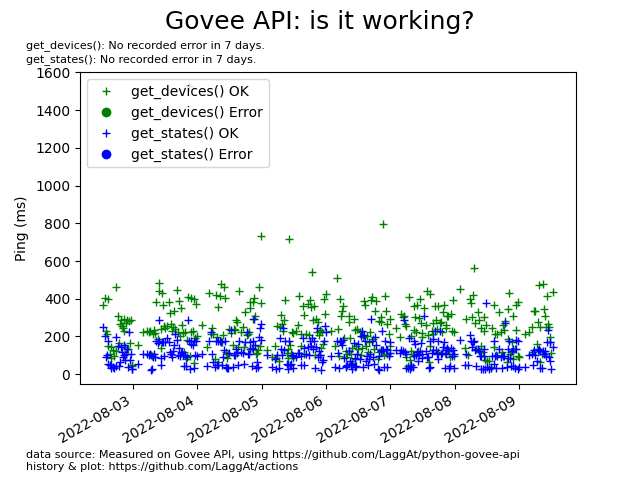 Govee API: is it working?
get_devices(): No recorded error in 7 days.
get_states(): No recorded error in 7 days.
1600
1400
1200
1000
800
600
400
200
0
Ping (ms)
get_devices() OK
get_devices() Error
get_states() OK
get_states() Error
2022-08-03
2022-08-04
2022-08-05
2022-08-06
2022-08-07
2022-08-08
2022-08-09
data source: Measured on Govee API, using https://github.com/LaggAt/python-govee-api
history & plot: https://github.com/LaggAt/actions